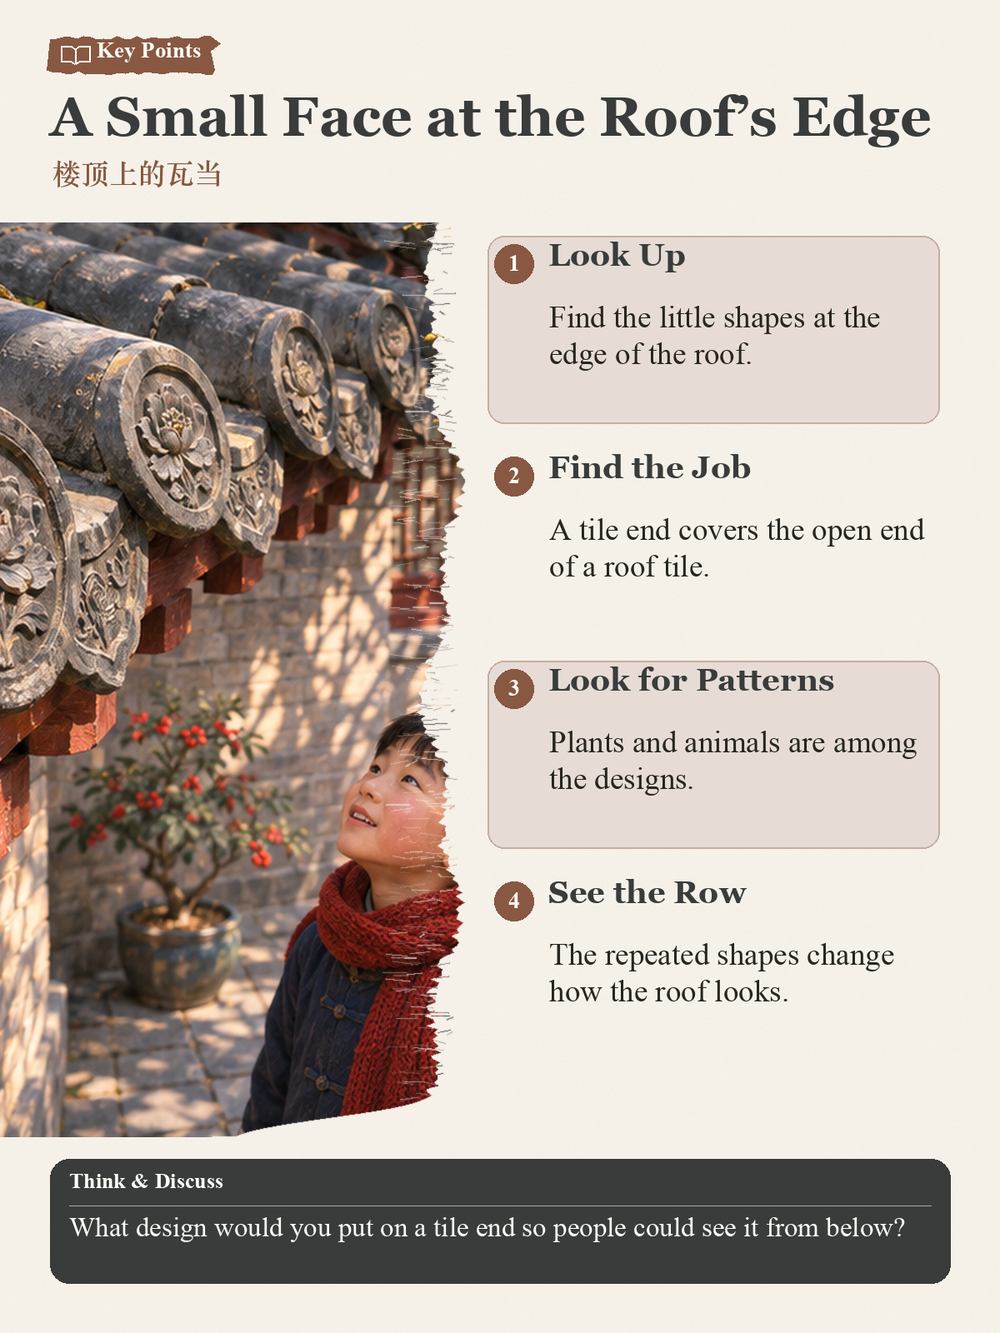 Key Points
A Small Face at the Roof’s Edge
楼顶上的瓦当
1 Look Up
Find the little shapes at the
edge of the roof.
2 Find the Job
A tile end covers the open end
of a roof tile.
3 Look for Patterns
Plants and animals are among
the designs.
4 See the Row
The repeated shapes change
how the roof looks.
Think & Discuss
What design would you put on a tile end so people could see it from below?